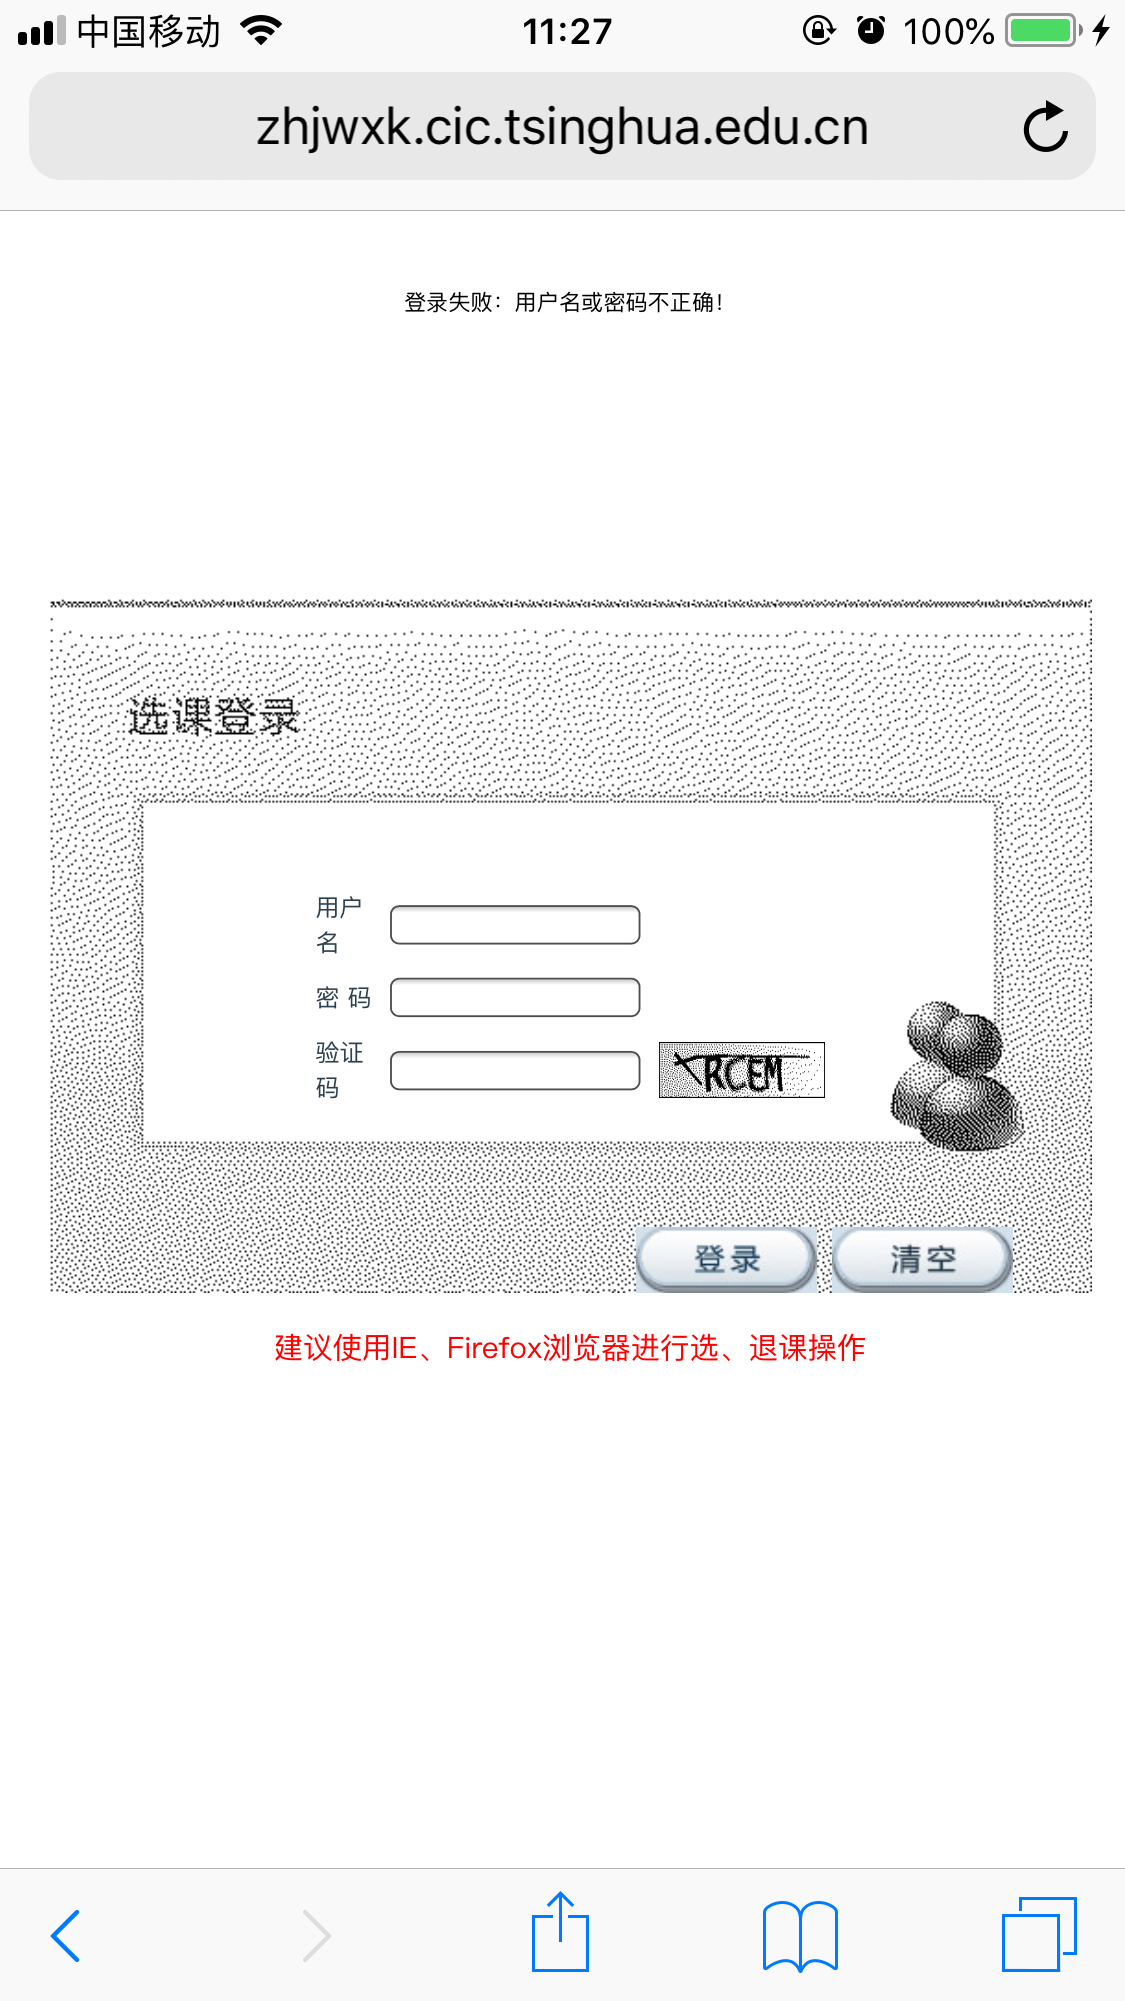 中国移动 11:27 100%
zhjwxk.cic.tsinghua.edu.cn
登录失败：用户名或密码不正确！
选课登录
用户
名
密 码
验证
码
RCEM
登录 清空
建议使用IE、Firefox浏览器进行选、退课操作